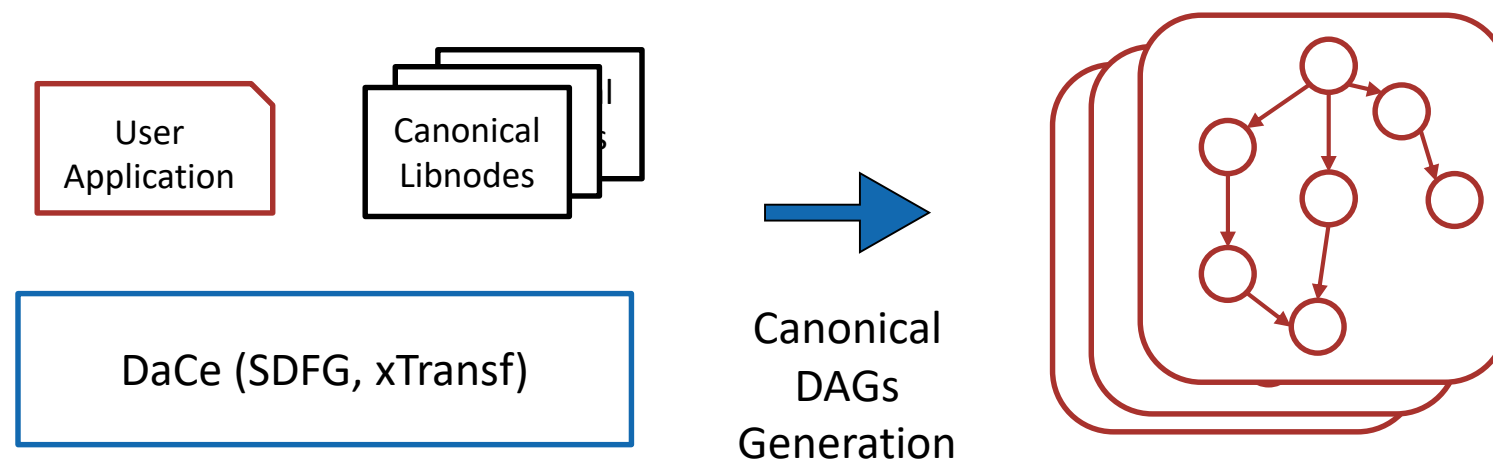 User
Application
Canonical
Libnodes
DaCe (SDFG, xTransf)
Canonical
DAGs
Generation